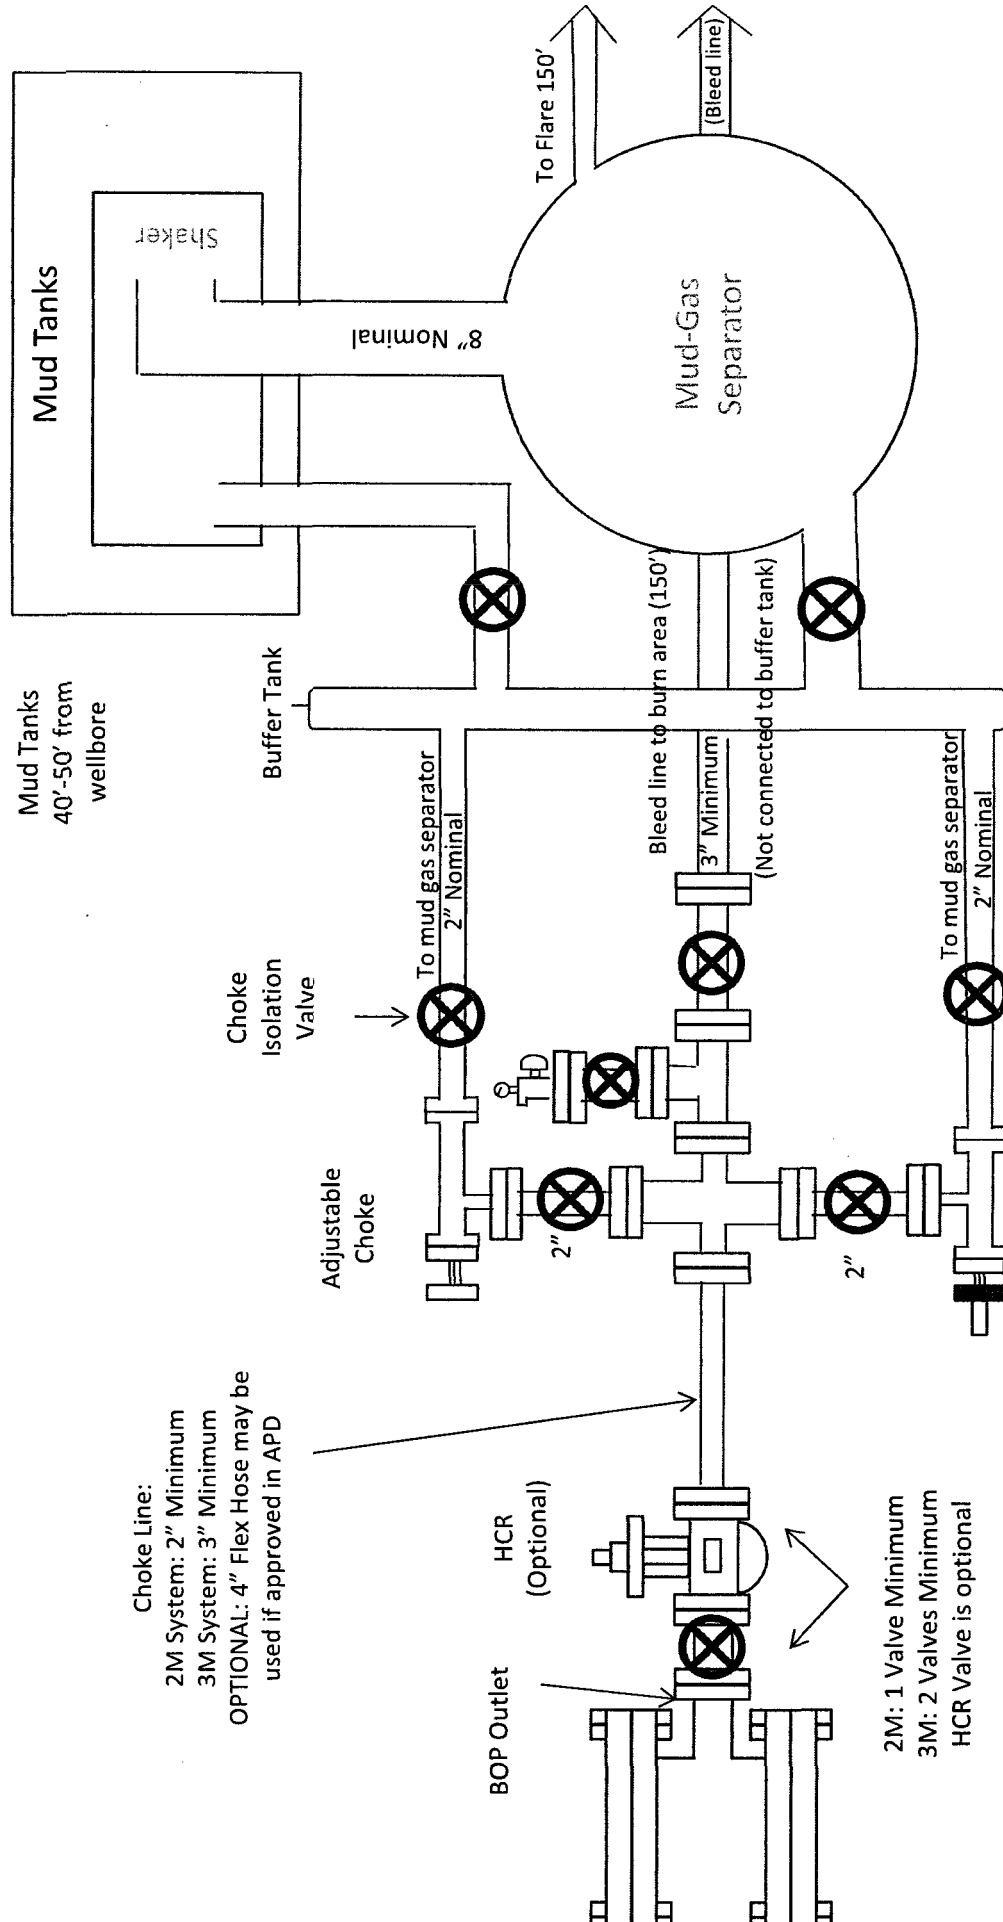 Mud Tanks
Shaker
8" Nominal
To Flare 150'
(Bleed line)
Mud-Gas
Separator
Mud Tanks
40'-50' from
wellbore
Buffer Tank
To mud gas separator
2" Nominal
Choke
Isolation
Valve
Bleed line to burn area (150')
3" Minimum
(Not connected to buffer tank)
To mud gas separator
2" Nominal
Adjustable
Choke
2"
2"
Choke Line:
2M System: 2" Minimum
3M System: 3" Minimum
OPTIONAL: 4" Flex Hose may be
used if approved in APD
HCR
(Optional)
BOP Outlet
2M: 1 Valve Minimum
3M: 2 Valves Minimum
HCR Valve is optional